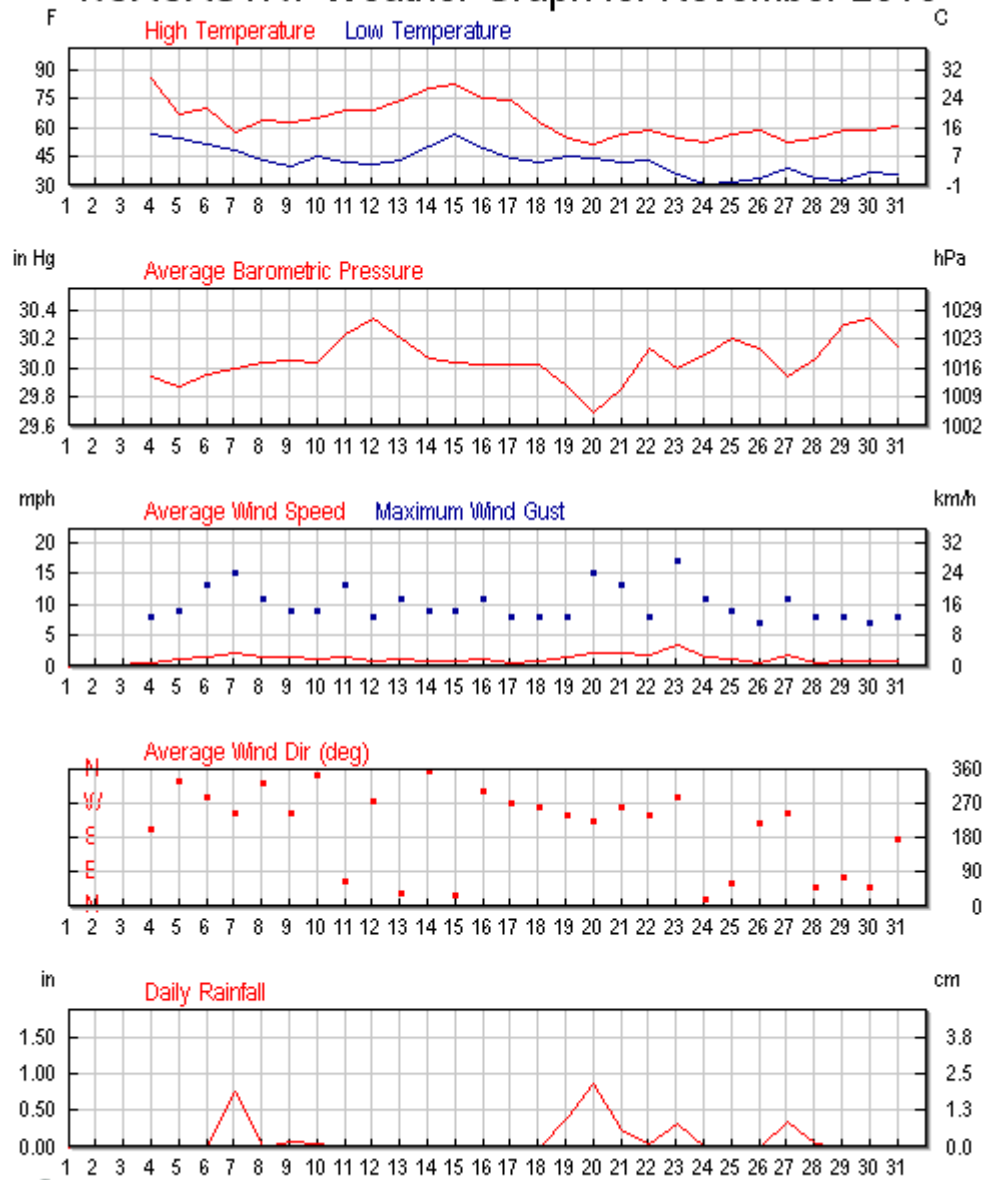 Weather Graph for November
F High Temperature Low Temperature C
90 32
75 24
60 16
45 7
30 -1
1 2 3 4 5 6 7 8 9 10 11 12 13 14 15 16 17 18 19 20 21 22 23 24 25 26 27 28 29 30 31
in Hg Average Barometric Pressure hPa
30.4 1029
30.2 1023
30.0 1016
29.8 1009
29.6 1002
1 2 3 4 5 6 7 8 9 10 11 12 13 14 15 16 17 18 19 20 21 22 23 24 25 26 27 28 29 30 31
mph Average Wind Speed Maximum Wind Gust km/h
20 32
15 24
10 16
5 8
0 0
1 2 3 4 5 6 7 8 9 10 11 12 13 14 15 16 17 18 19 20 21 22 23 24 25 26 27 28 29 30 31
Average Wind Dir (deg)
N 360
W 270
S 180
E 90
N 0
1 2 3 4 5 6 7 8 9 10 11 12 13 14 15 16 17 18 19 20 21 22 23 24 25 26 27 28 29 30 31
in Daily Rainfall cm
1.50 3.8
1.00 2.5
0.50 1.3
0.00 0.0
1 2 3 4 5 6 7 8 9 10 11 12 13 14 15 16 17 18 19 20 21 22 23 24 25 26 27 28 29 30 31